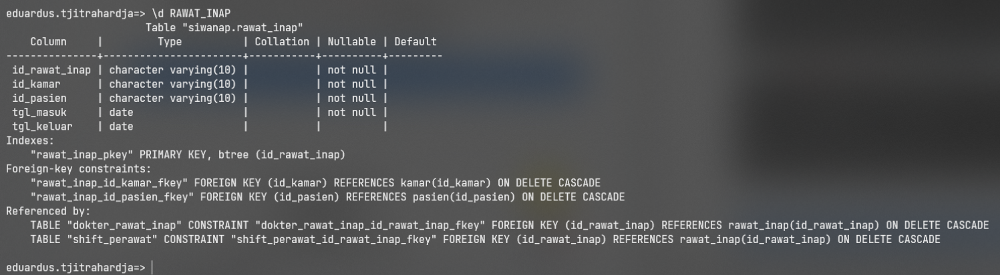 eduardus.tjitrahardja=> \d RAWAT_INAP
                       Table "siwanap.rawat_inap"
    Column     |         Type          | Collation | Nullable | Default
---------------+-----------------------+-----------+----------+---------
 id_rawat_inap | character varying(10) |           | not null |
 id_kamar      | character varying(10) |           | not null |
 id_pasien     | character varying(10) |           | not null |
 tgl_masuk     | date                  |           | not null |
 tgl_keluar    | date                  |           |          |
Indexes:
    "rawat_inap_pkey" PRIMARY KEY, btree (id_rawat_inap)
Foreign-key constraints:
    "rawat_inap_id_kamar_fkey" FOREIGN KEY (id_kamar) REFERENCES kamar(id_kamar) ON DELETE CASCADE
    "rawat_inap_id_pasien_fkey" FOREIGN KEY (id_pasien) REFERENCES pasien(id_pasien) ON DELETE CASCADE
Referenced by:
    TABLE "dokter_rawat_inap" CONSTRAINT "dokter_rawat_inap_id_rawat_inap_fkey" FOREIGN KEY (id_rawat_inap) REFERENCES rawat_inap(id_rawat_inap) ON DELETE CASCADE
    TABLE "shift_perawat" CONSTRAINT "shift_perawat_id_rawat_inap_fkey" FOREIGN KEY (id_rawat_inap) REFERENCES rawat_inap(id_rawat_inap) ON DELETE CASCADE
eduardus.tjitrahardja=>